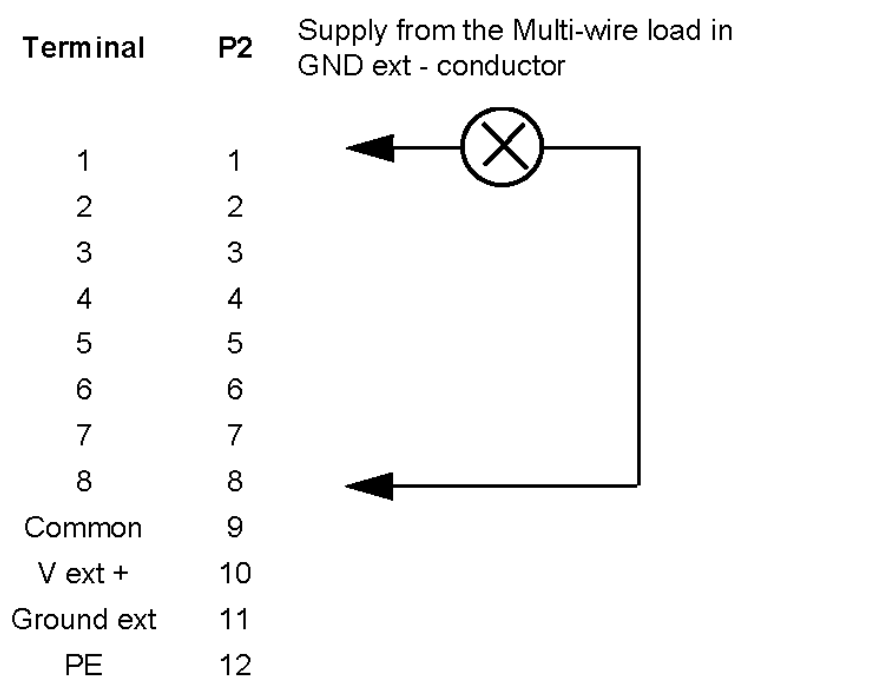 Terminal P2 Supply from the Multi-wire load in
GND ext - conductor
1 1
2 2
3 3
4 4
5 5
6 6
7 7
8 8
Common 9
V ext + 10
Ground ext 11
PE 12